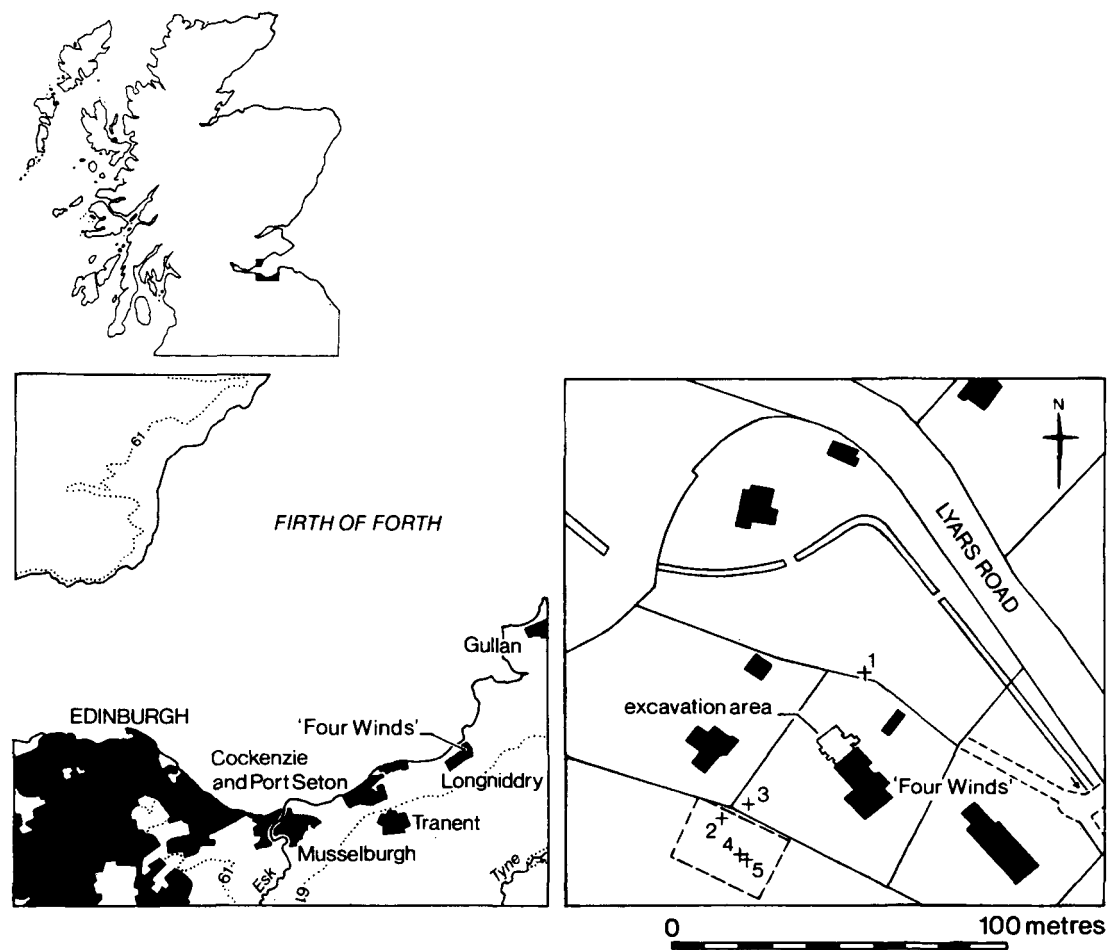 61
FIRTH OF FORTH
Gullan
EDINBURGH
'Four Winds'
Cockenzie
and Port Seton
Longniddry
Tranent
Musselburgh
61
Esk
61
Tyne
N
LYARS ROAD
1
excavation area
'Four Winds'
3
2
4
5
0 100 metres